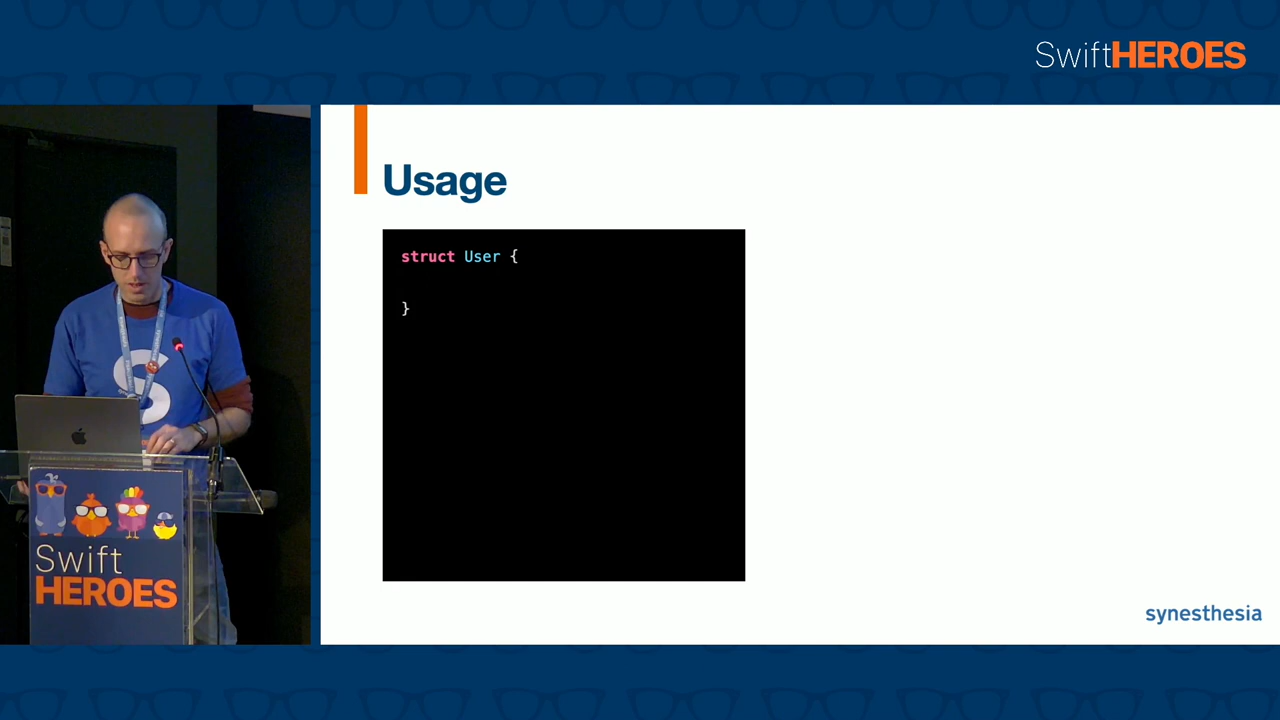 SwiftHEROES
Usage
struct User {
}
synesthesia
S
Swift
HEROES